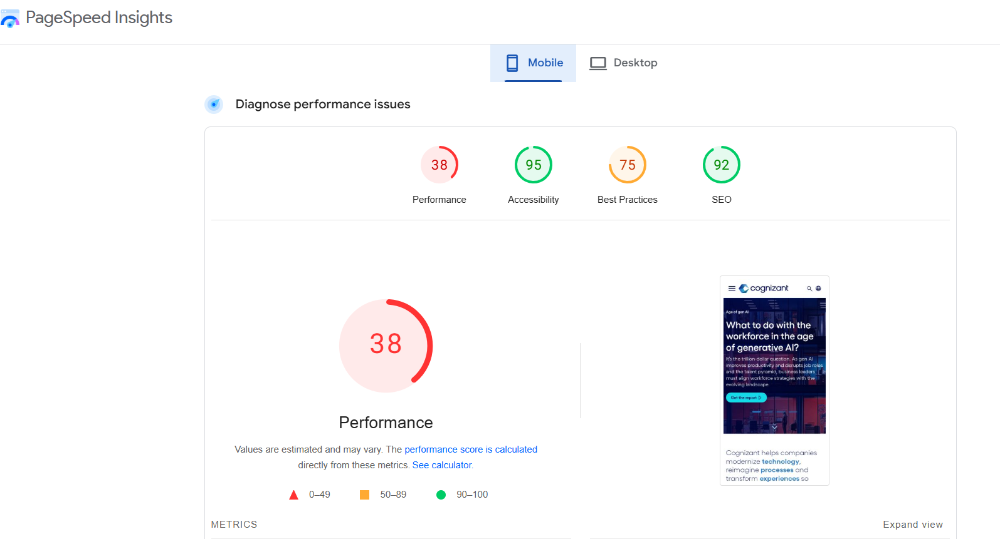 PageSpeed Insights
Mobile
Desktop
Diagnose performance issues
38
95
75
92
Performance
Accessibility
Best Practices
SEO
38
Performance
Values are estimated and may vary. The performance score is calculated
directly from these metrics. See calculator.
0–49
50–89
90–100
cognizant
Age of gen AI
What to do with the
workforce in the age
of generative AI?
It's the trillion-dollar question. As gen AI
improves productivity and disrupts job roles
and the talent pyramid, business leaders
must align workforce strategies with the
evolving landscape.
Get the report
Cognizant helps companies
modernize technology,
reimagine processes and
transform experiences so
METRICS
Expand view